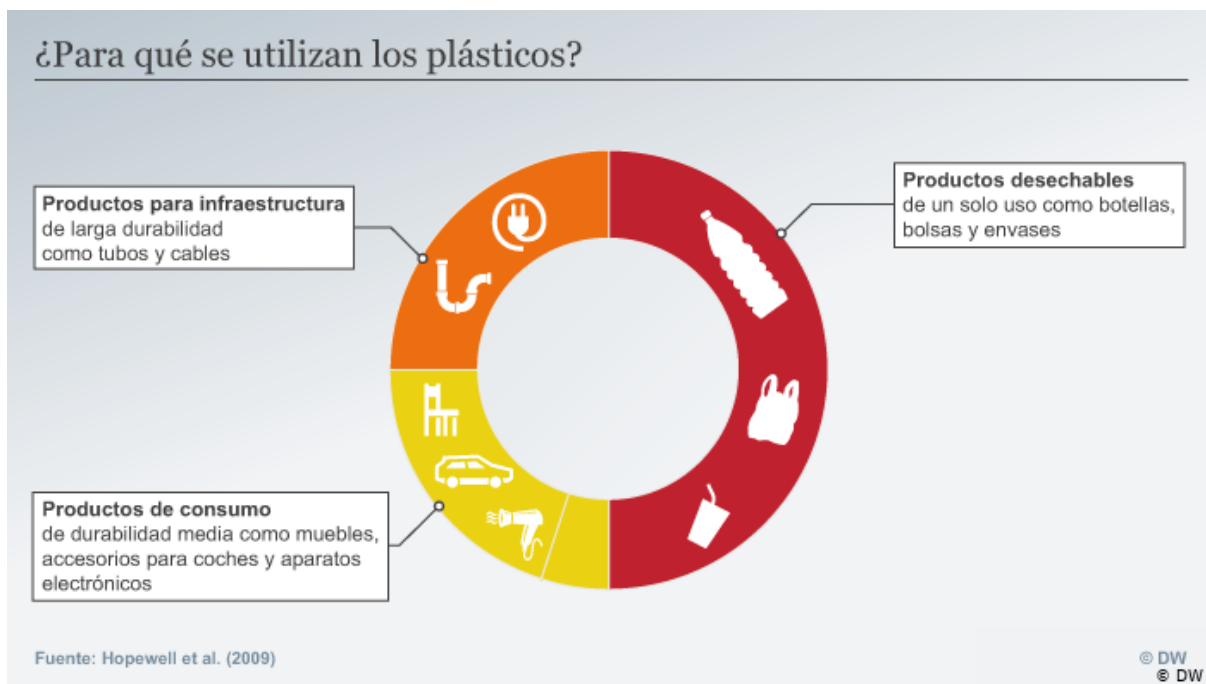 ¿Para qué se utilizan los plásticos?
Productos para infraestructura
de larga durabilidad
como tubos y cables
Productos desechables
de un solo uso como botellas,
bolsas y envases
Productos de consumo
de durabilidad media como muebles,
accesorios para coches y aparatos
electrónicos
Fuente: Hopewell et al. (2009)
© DW
© DW